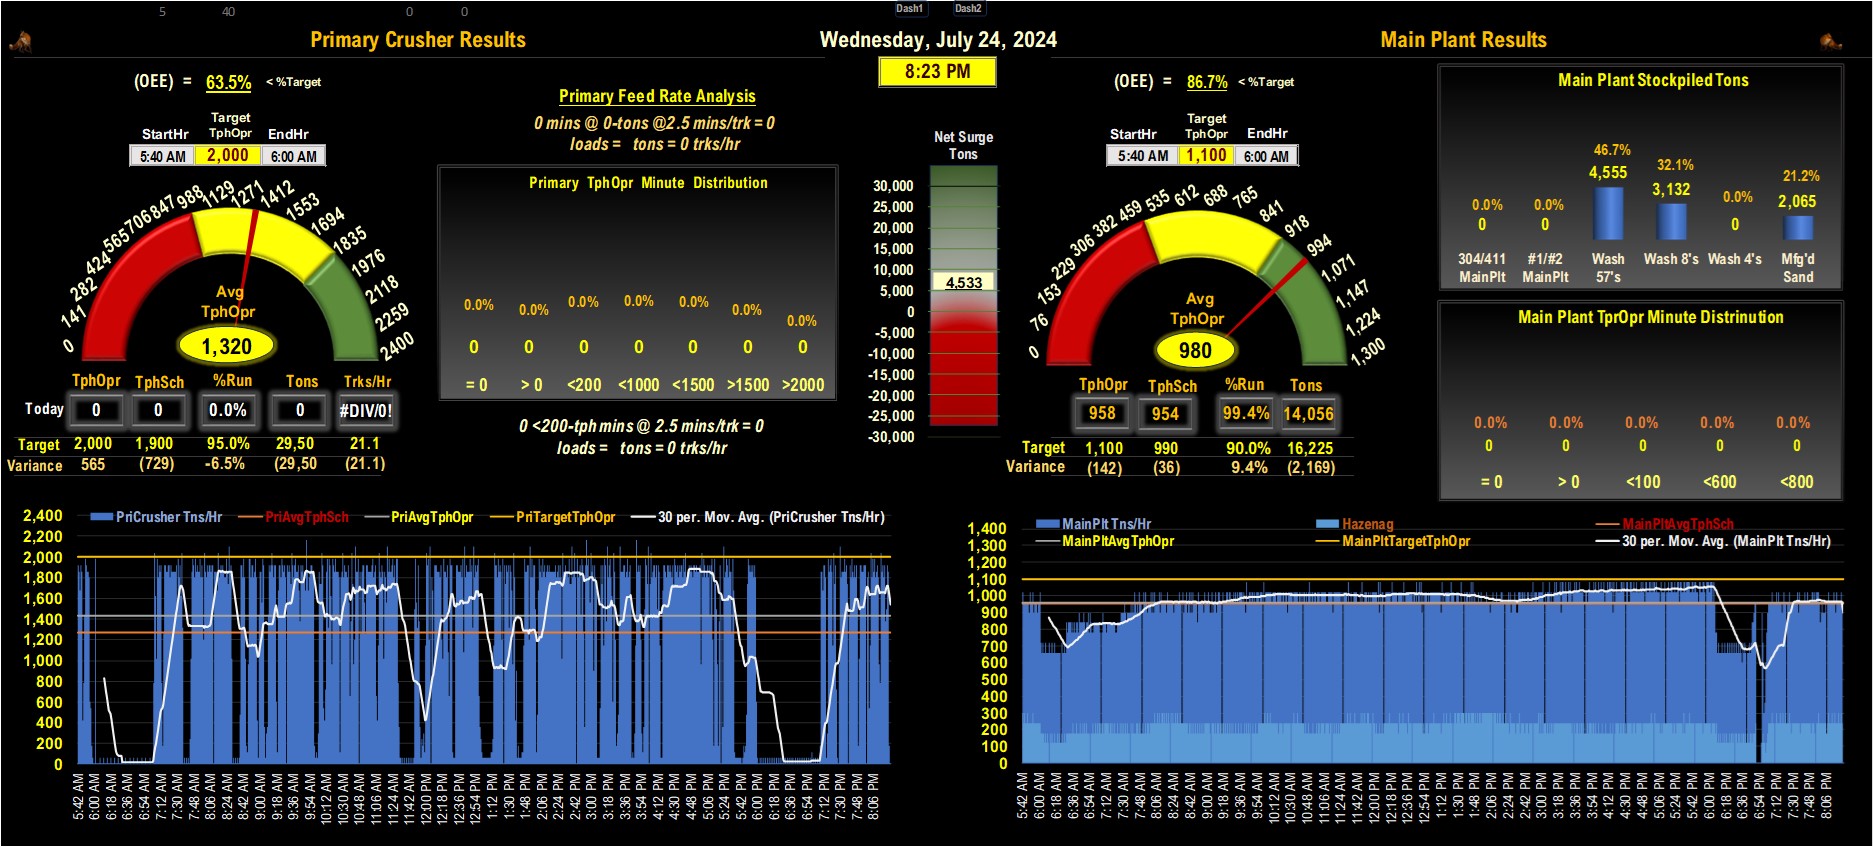 5 40 0 0 Dash1 Dash2
Primary Crusher Results
Wednesday, July 24, 2024
Main Plant Results
8:23 PM
(OEE) = 63.5% < %Target
Target
StartHr TphOpr EndHr
5:40 AM 2,000 6:00 AM
0 141 282 424 565 706 847 988 1129 1271 1412 1553 1694 1835 1976 2118 2259 2400
Avg
TphOpr
1,320
TphOpr TphSch %Run Tons Trks/Hr
Today 0 0 0.0% 0 #DIV/0!
Target 2,000 1,900 95.0% 29,50 21.1
Variance 565 (729) -6.5% (29,50 (21.1)
Primary Feed Rate Analysis
0 mins @ 0-tons @2.5 mins/trk = 0
loads = tons = 0 trks/hr
Primary TphOpr Minute Distribution
0.0% 0.0% 0.0% 0.0% 0.0% 0.0% 0.0%
0 0 0 0 0 0 0
= 0 > 0 <200 <1000 <1500 >1500 >2000
0 <200-tph mins @ 2.5 mins/trk = 0
loads = tons = 0 trks/hr
Net Surge
Tons
30,000
25,000
20,000
15,000
10,000
4,533
5,000
0
-5,000
-10,000
-15,000
-20,000
-25,000
-30,000
(OEE) = 86.7% < %Target
Target
StartHr TphOpr EndHr
5:40 AM 1,100 6:00 AM
0 76 153 229 306 382 459 535 612 688 765 841 918 994 1,071 1,147 1,224 1,300
Avg
TphOpr
980
TphOpr TphSch %Run Tons
958 954 99.4% 14,056
Target 1,100 990 90.0% 16,225
Variance (142) (36) 9.4% (2,169)
Main Plant Stockpiled Tons
0.0% 0.0% 46.7% 32.1% 0.0% 21.2%
0 0 4,555 3,132 0 2,065
304/411 #1/#2 Wash Wash 8's Wash 4's Mfg'd
MainPlt MainPlt 57's Sand
Main Plant TprOpr Minute Distrinution
0.0% 0.0% 0.0% 0.0% 0.0%
0 0 0 0 0
= 0 > 0 <100 <600 <800
PriCrusher Tns/Hr PriAvgTphSch PriAvgTphOpr PriTargetTphOpr 30 per. Mov. Avg. (PriCrusher Tns/Hr)
2,400
2,200
2,000
1,800
1,600
1,400
1,200
1,000
800
600
400
200
0
5:42 AM 6:00 AM 6:18 AM 6:36 AM 6:54 AM 7:12 AM 7:30 AM 7:48 AM 8:06 AM 8:24 AM 8:42 AM 9:00 AM 9:18 AM 9:36 AM 9:54 AM 10:12 AM 10:30 AM 10:48 AM 11:06 AM 11:24 AM 11:42 AM 12:00 PM 12:18 PM 12:36 PM 12:54 PM 1:12 PM 1:30 PM 1:48 PM 2:06 PM 2:24 PM 2:42 PM 3:00 PM 3:18 PM 3:36 PM 3:54 PM 4:12 PM 4:30 PM 4:48 PM 5:06 PM 5:24 PM 5:42 PM 6:00 PM 6:18 PM 6:36 PM 6:54 PM 7:12 PM 7:30 PM 7:48 PM 8:06 PM
MainPlt Tns/Hr Hazenag MainPltAvgTphSch
MainPltAvgTphOpr MainPltTargetTphOpr 30 per. Mov. Avg. (MainPlt Tns/Hr)
1,400
1,300
1,200
1,100
1,000
900
800
700
600
500
400
300
200
100
0
5:42 AM 6:00 AM 6:18 AM 6:36 AM 6:54 AM 7:12 AM 7:30 AM 7:48 AM 8:06 AM 8:24 AM 8:42 AM 9:00 AM 9:18 AM 9:36 AM 9:54 AM 10:12 AM 10:30 AM 10:48 AM 11:06 AM 11:24 AM 11:42 AM 12:00 PM 12:18 PM 12:36 PM 12:54 PM 1:12 PM 1:30 PM 1:48 PM 2:06 PM 2:24 PM 2:42 PM 3:00 PM 3:18 PM 3:36 PM 3:54 PM 4:12 PM 4:30 PM 4:48 PM 5:06 PM 5:24 PM 5:42 PM 6:00 PM 6:18 PM 6:36 PM 6:54 PM 7:12 PM 7:30 PM 7:48 PM 8:06 PM